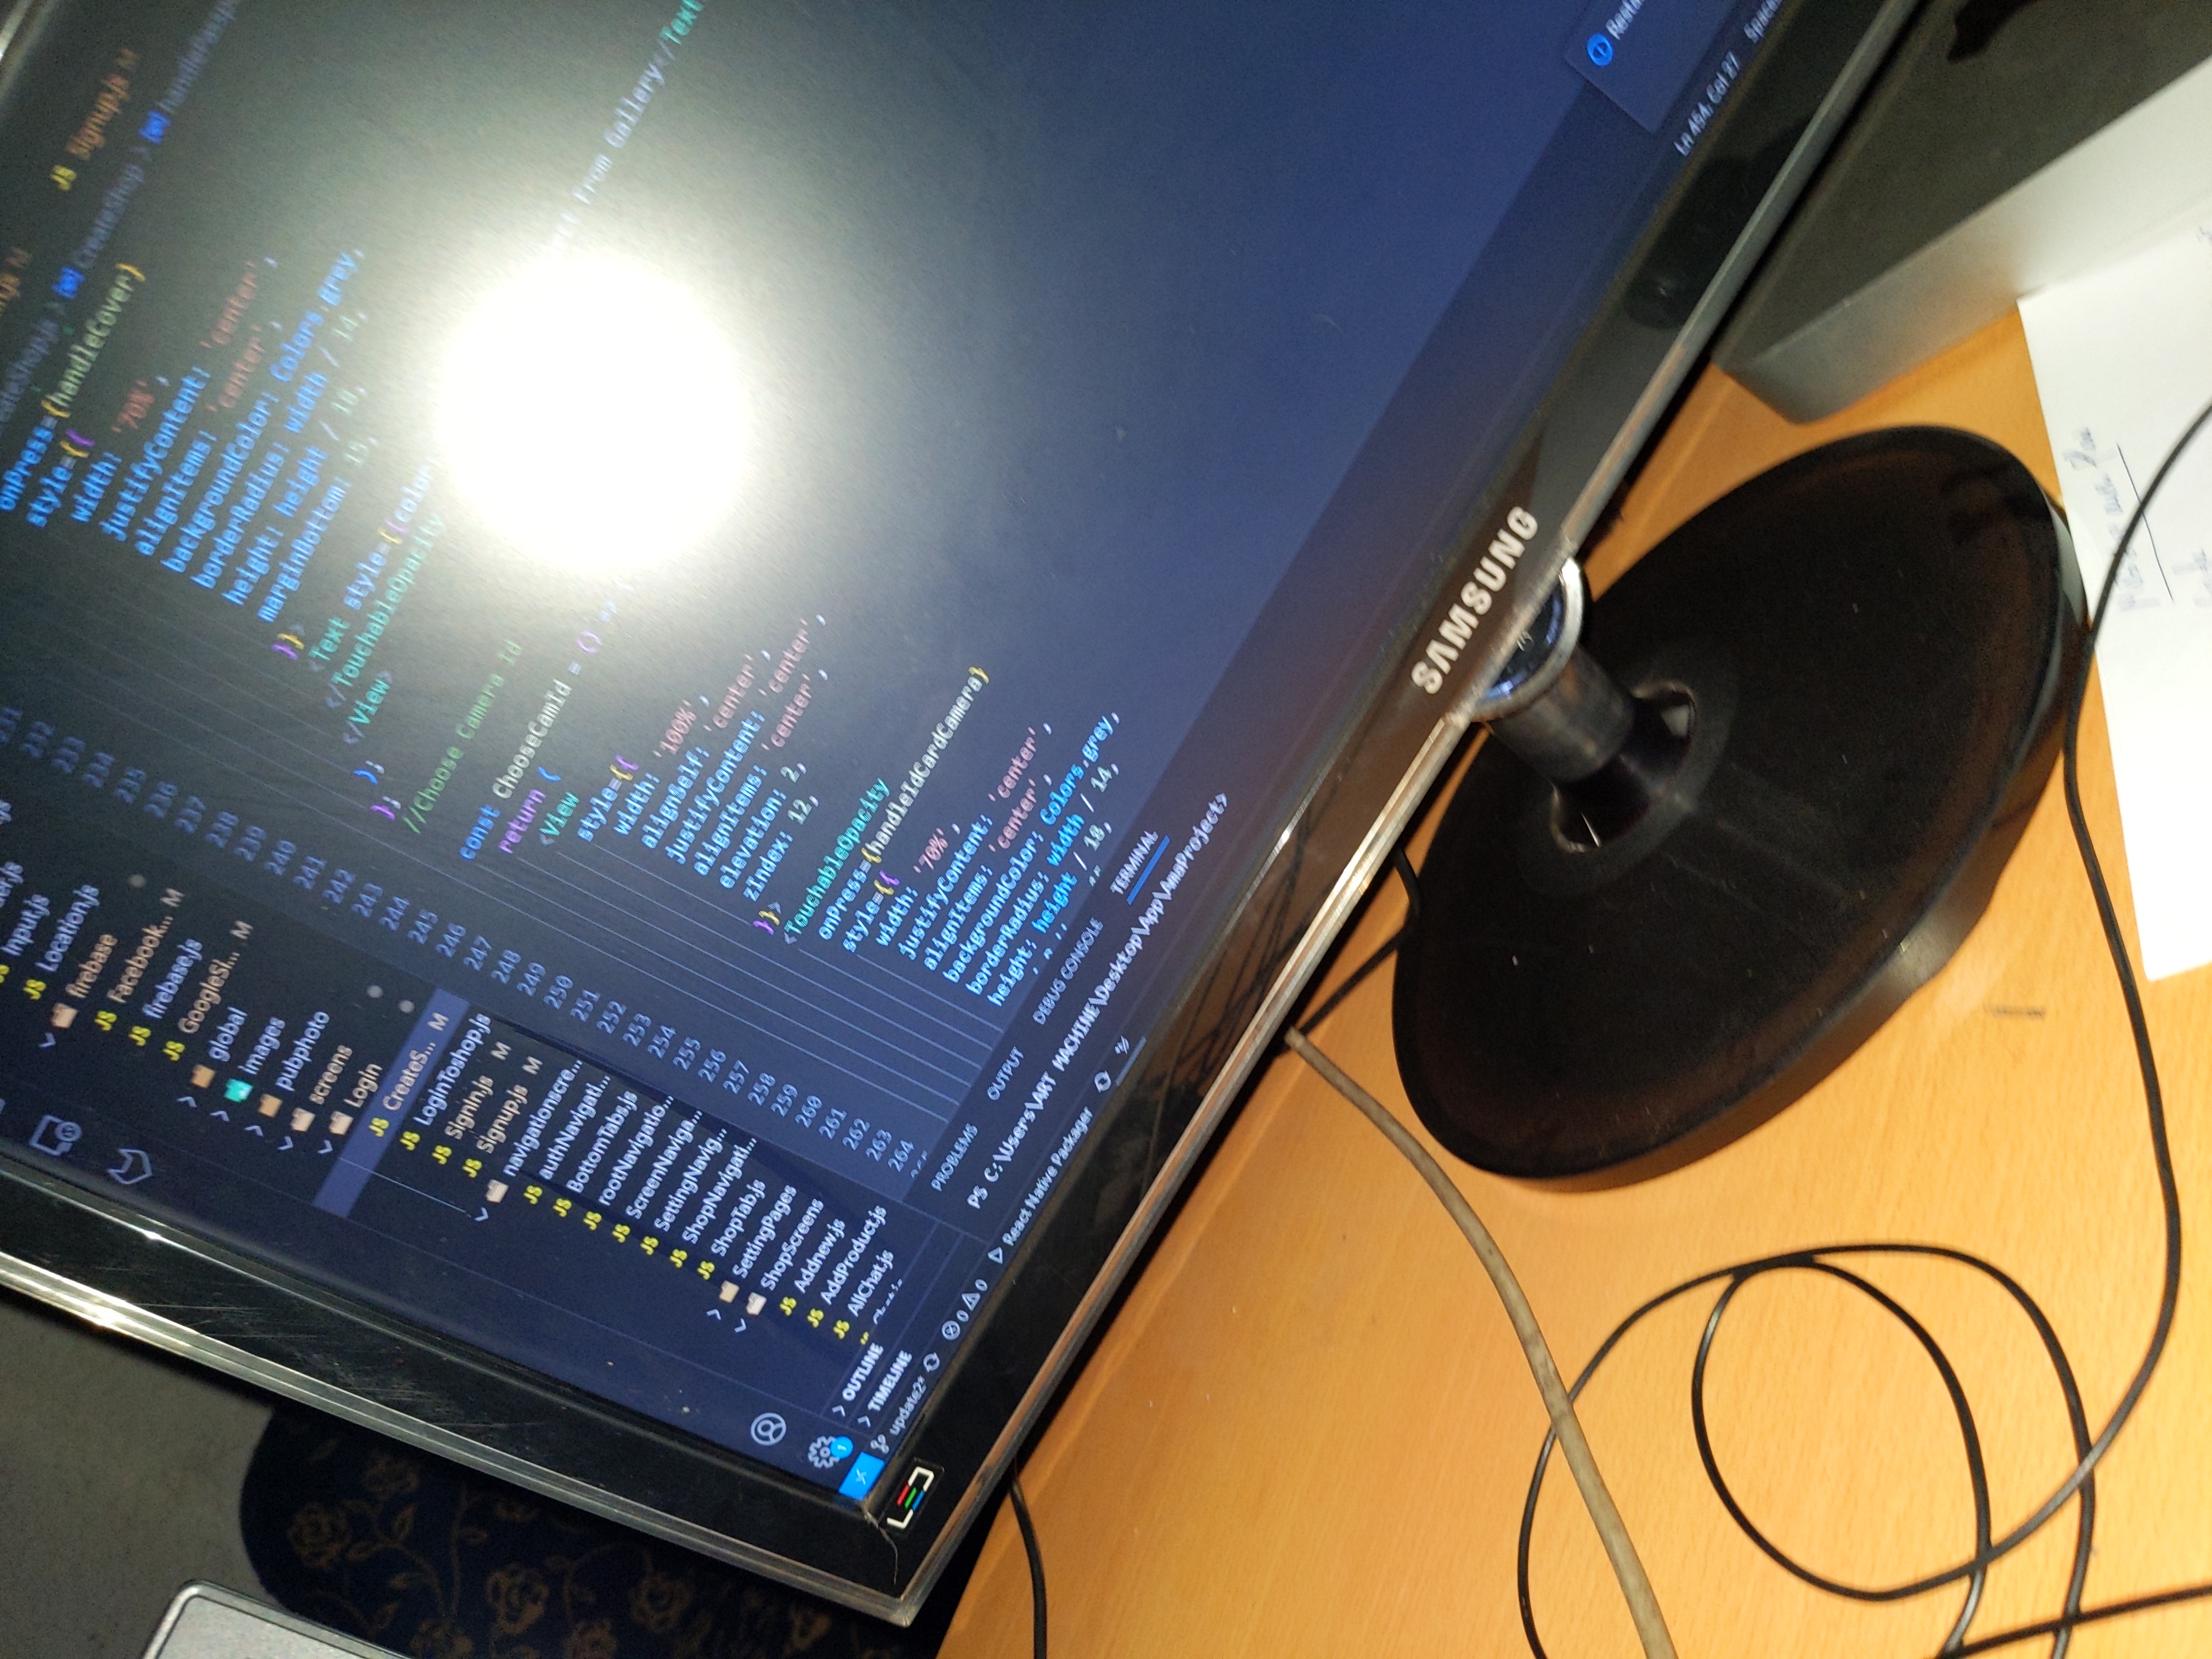 Input.js
Location.js
firebase
Facebook... M
firebase.js
GoogleSi... M
global
images
pubphoto
screens
Login
CreateS... M
LoginToshop.js
SignIn.js M
Signup.js M
navigationscre...
authNavigati...
BottomTabs.js
rootNavigatio...
ScreenNaviga...
SettingNavig...
ShopNavigati...
ShopTab.js
SettingPages
ShopScreens
Addnew.js
AddProduct.js
AllChat.js
OUTLINE
TIMELINE
JS Signup.js M
CreateShop.js > CreateShop >
231
232
233
234
235
236
237
238
239
240
241
242
243
244
245
246
247
248
249
250
251
252
253
254
255
256
257
258
259
260
261
262
263
264
onPress={handleCover}
style={{
width: '70%',
justifyContent: 'center',
alignItems: 'center',
backgroundColor: Colors.grey,
borderRadius: width / 14,
height: height / 18,
marginBottom: 15,
}}>
<Text style={{color
From Gallery</Text
</TouchableOpacity
</View>
);
};
//Choose Camera Id
const ChooseCamId = () =>
return (
<View
style={{
width: '100%',
alignSelf: 'center',
justifyContent: 'center',
alignItems: 'center',
elevation: 2,
zIndex: 12,
}}>
<TouchableOpacity
onPress={handleIdCardCamera}
style={{
width: '70%',
justifyContent: 'center',
alignItems: 'center',
backgroundColor: Colors.grey,
borderRadius: width / 14,
height: height / 18,
PROBLEMS OUTPUT DEBUG CONSOLE TERMINAL
PS C:\Users\ART MACHINE\Desktop\App\AmaProject>
update2* 0 0 React Native Packager
Ln 454, Col 27
LED
SAMSUNG